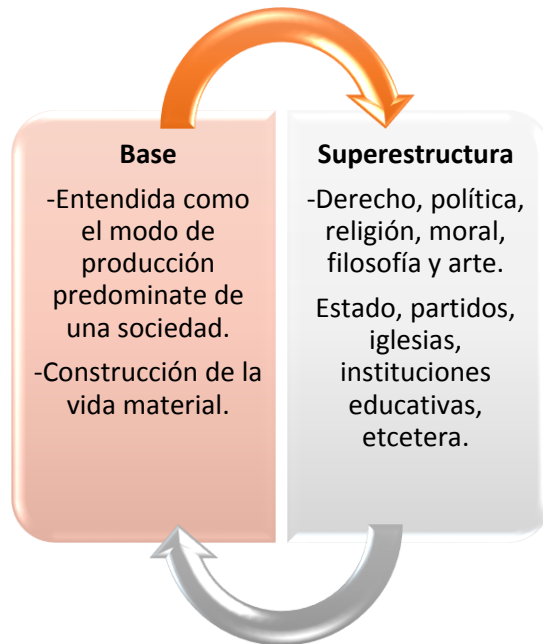 Base
-Entendida como
el modo de
producción
predominate de
una sociedad.
-Construcción de la
vida material.
Superestructura
-Derecho, política,
religión, moral,
filosofía y arte.
Estado, partidos,
iglesias,
instituciones
educativas,
etcetera.